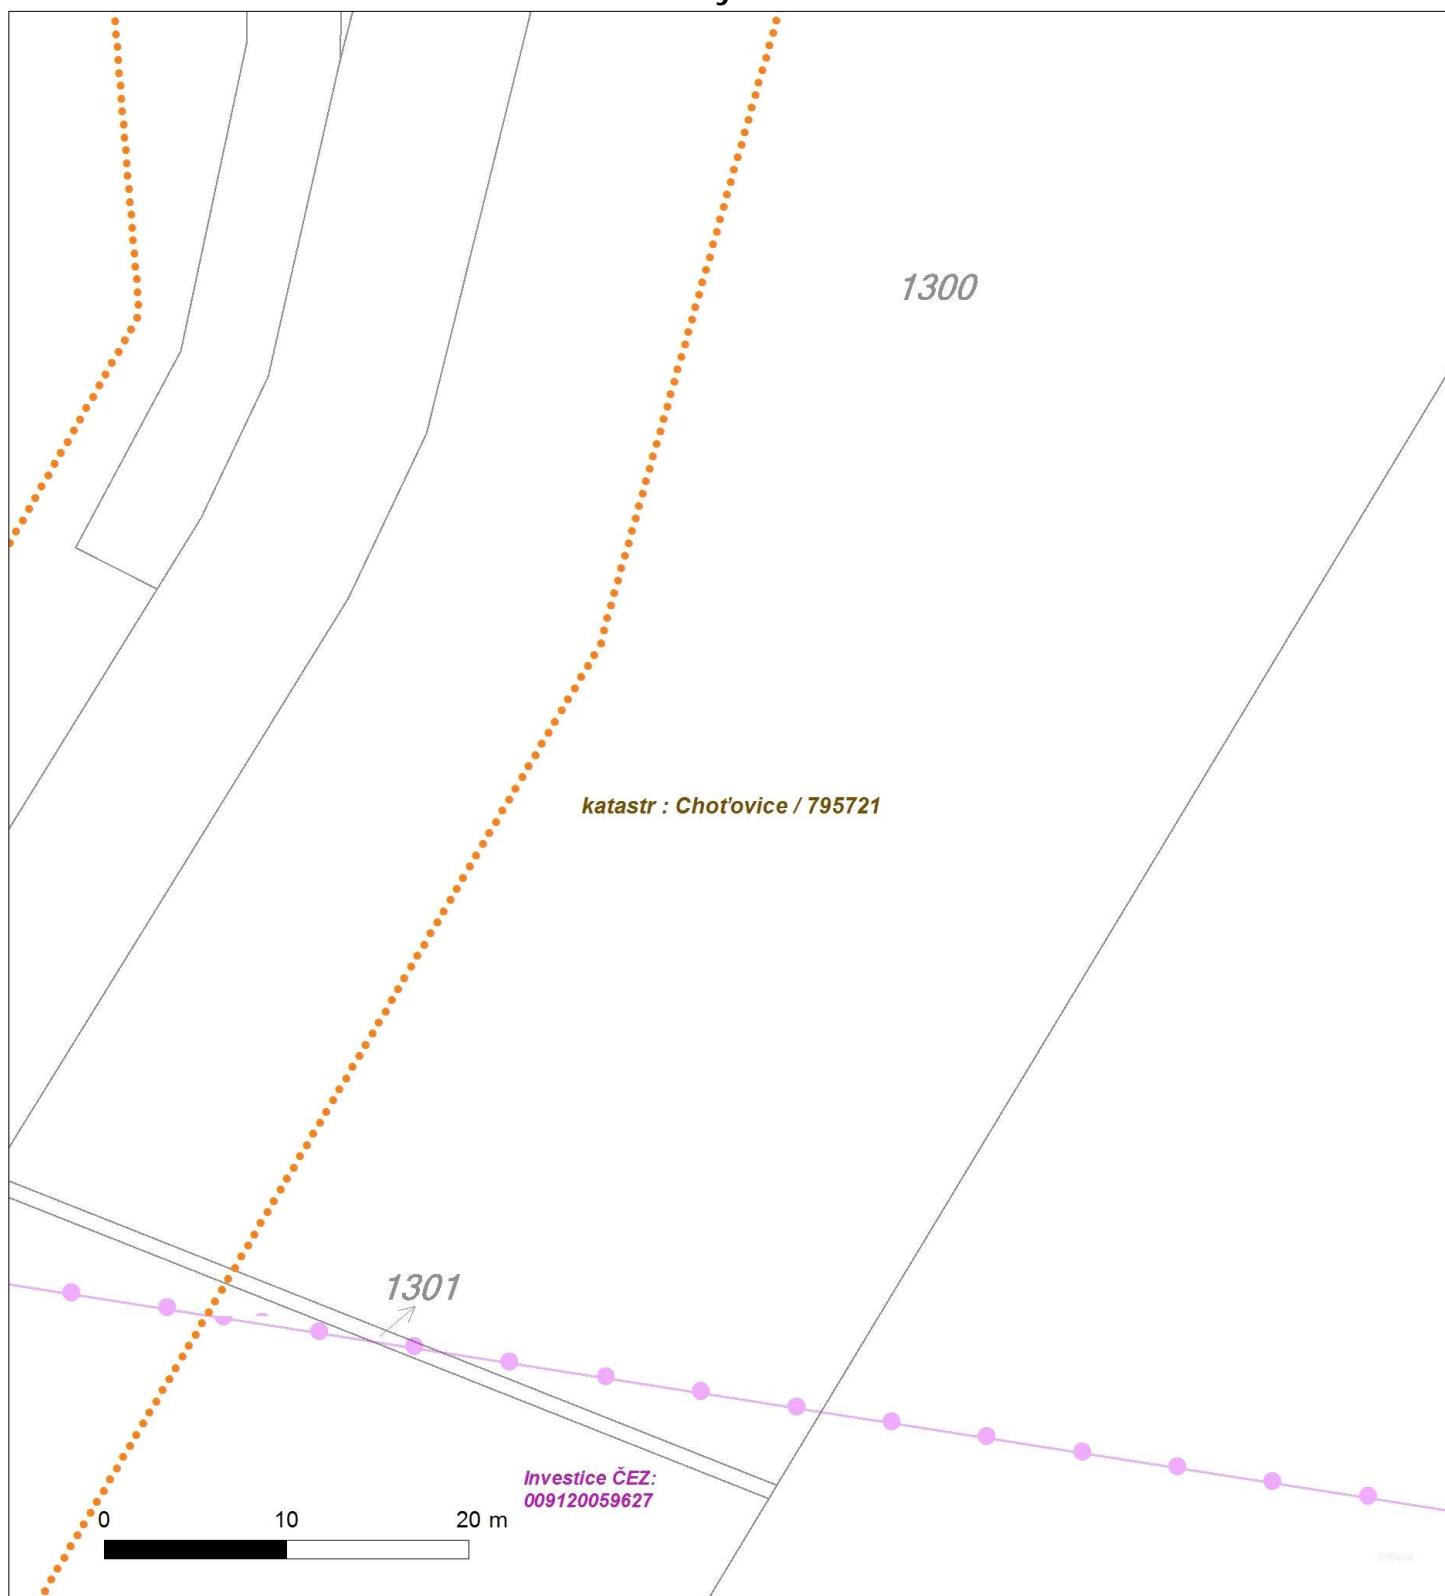 1300
katastr : Choťovice / 795721
1301
Investice ČEZ:
009120059627
0 10 20 m